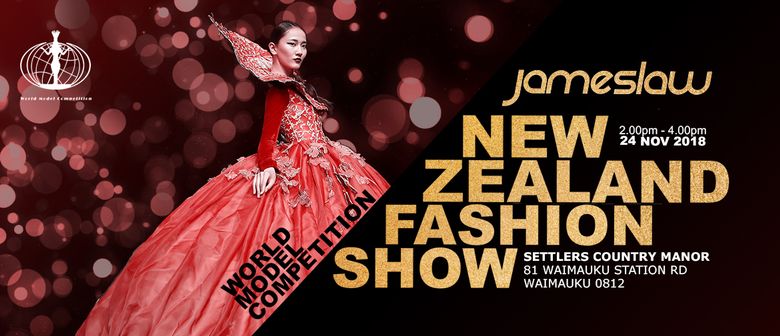 World Model Competition
WORLD
MODEL
COMPETITION
jameslaw
NEW
2.00pm - 4.00pm
24 NOV 2018
ZEALAND
FASHION
SHOW
SETTLERS COUNTRY MANOR
81 WAIMAUKU STATION RD
WAIMAUKU 0812